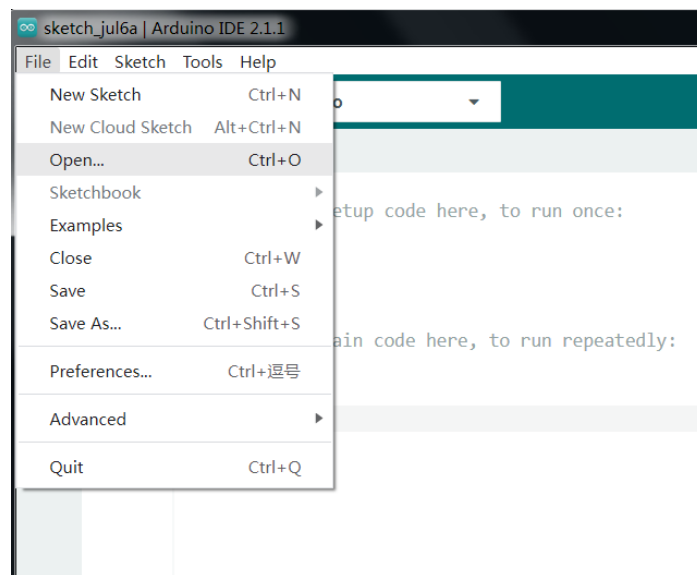 sketch_jul6a | Arduino IDE 2.1.1
File Edit Sketch Tools Help
New Sketch Ctrl+N
New Cloud Sketch Alt+Ctrl+N
Open... Ctrl+O
Sketchbook
Examples
Close Ctrl+W
Save Ctrl+S
Save As... Ctrl+Shift+S
Preferences... Ctrl+逗号
Advanced
Quit Ctrl+Q
o
etup code here, to run once:
ain code here, to run repeatedly: